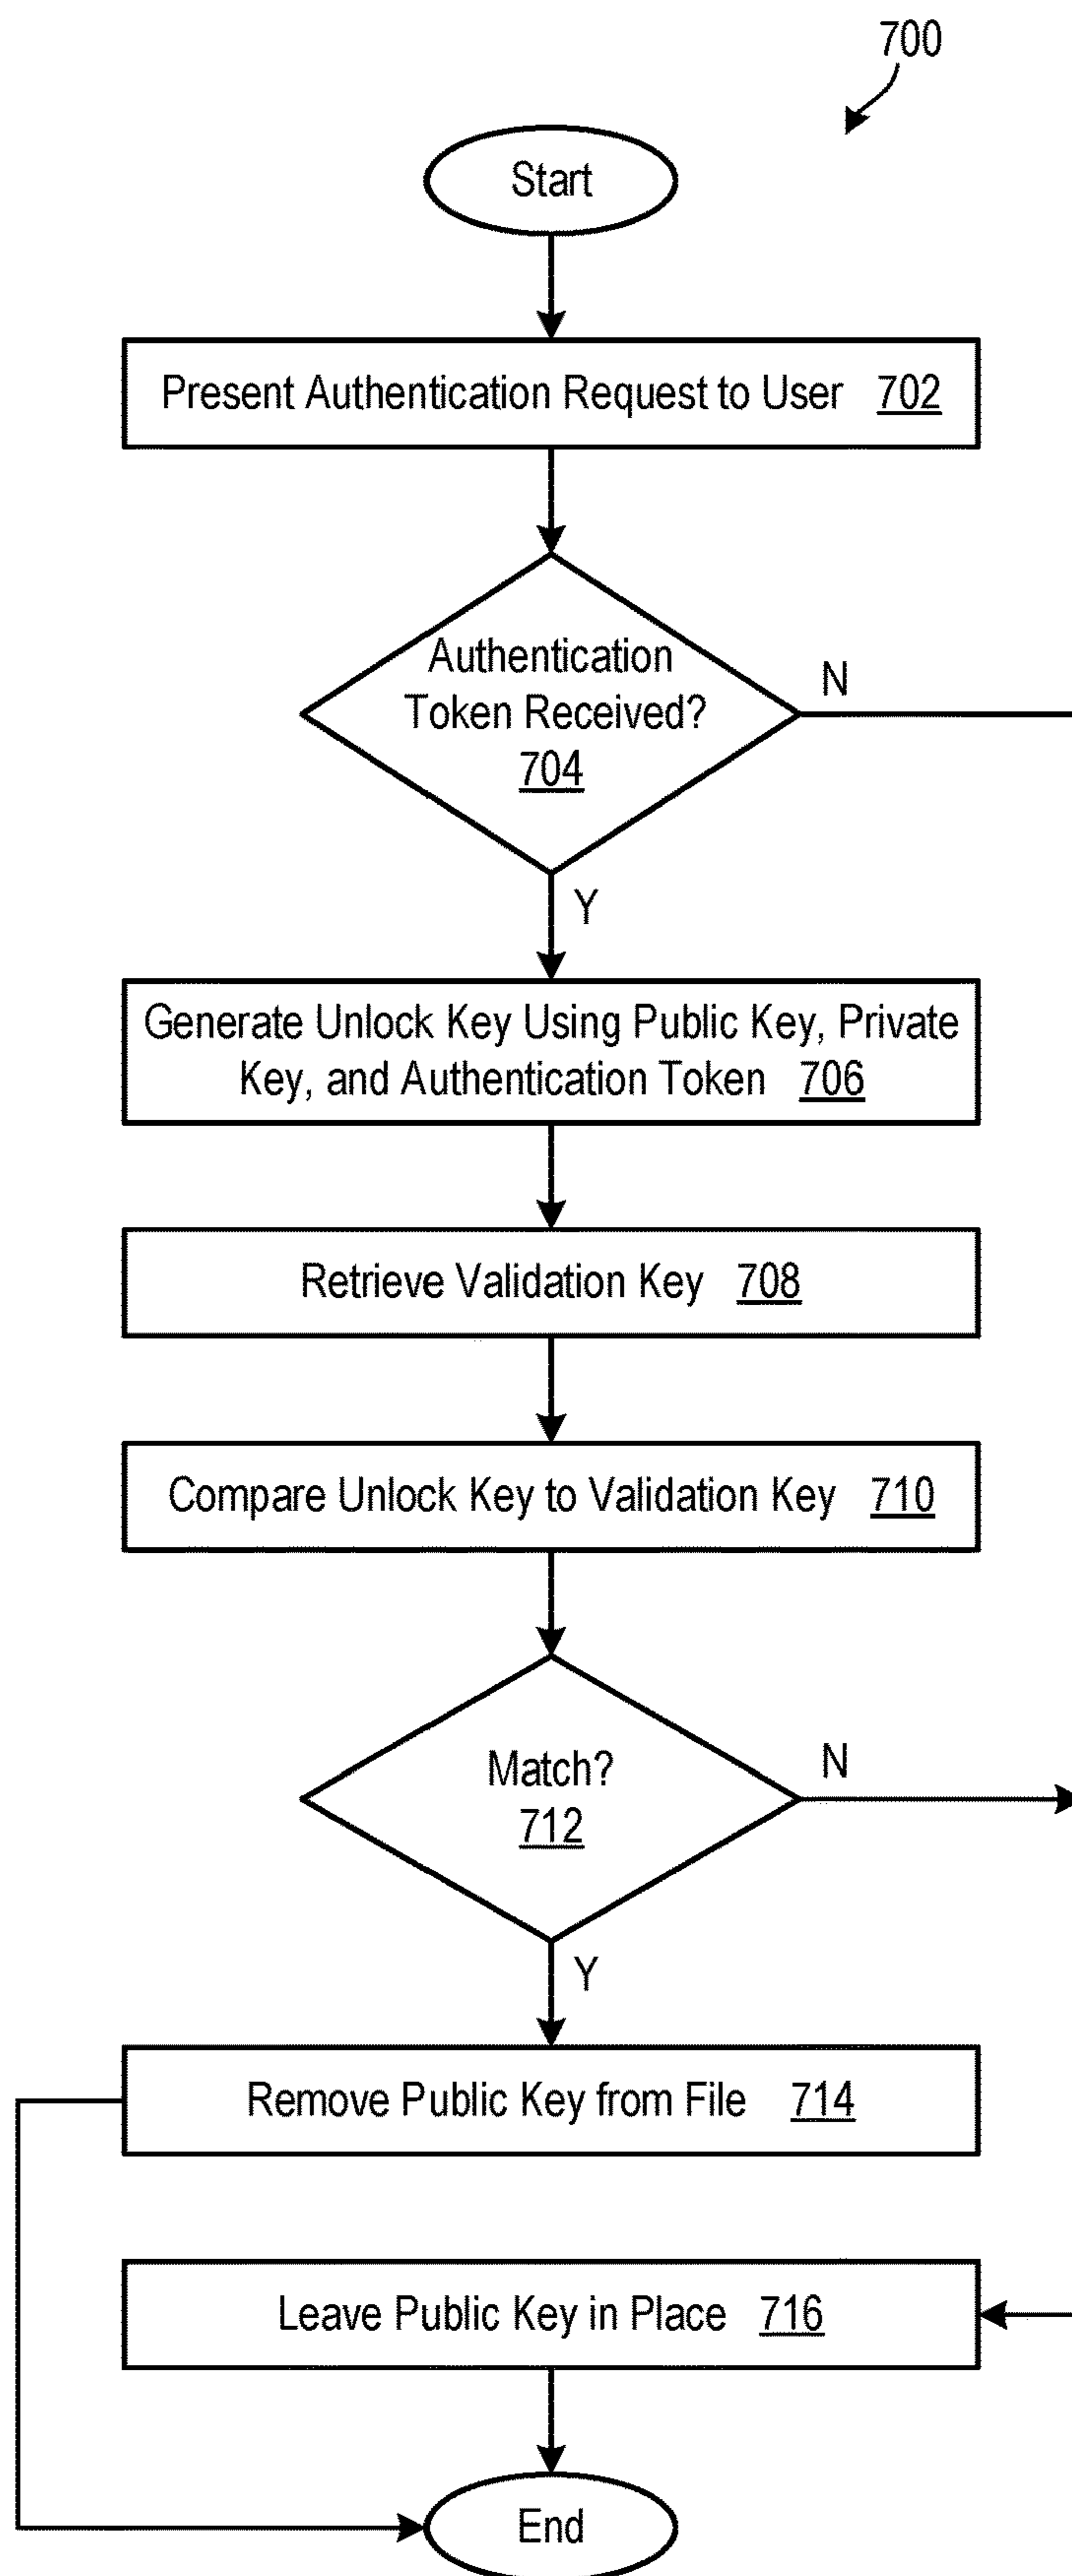 700
Start
Present Authentication Request to User 702
Authentication
Token Received?
704
N
Y
Generate Unlock Key Using Public Key, Private
Key, and Authentication Token 706
Retrieve Validation Key 708
Compare Unlock Key to Validation Key 710
Match?
712
N
Y
Remove Public Key from File 714
Leave Public Key in Place 716
End